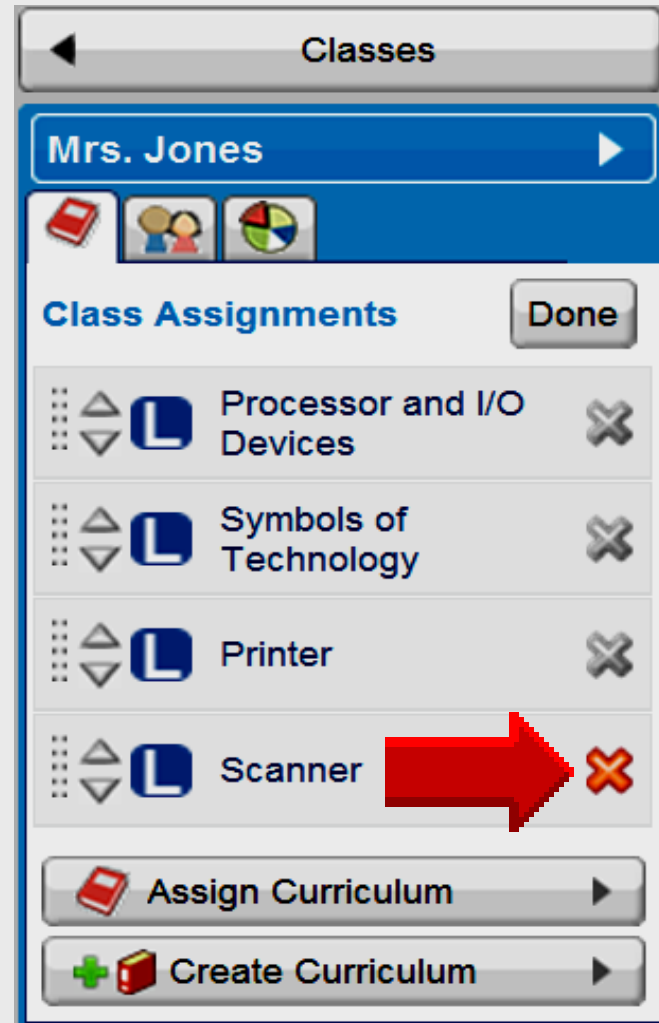 Classes
Mrs. Jones
Class Assignments Done
L Processor and I/O
Devices
L Symbols of
Technology
L Printer
L Scanner
Assign Curriculum
Create Curriculum